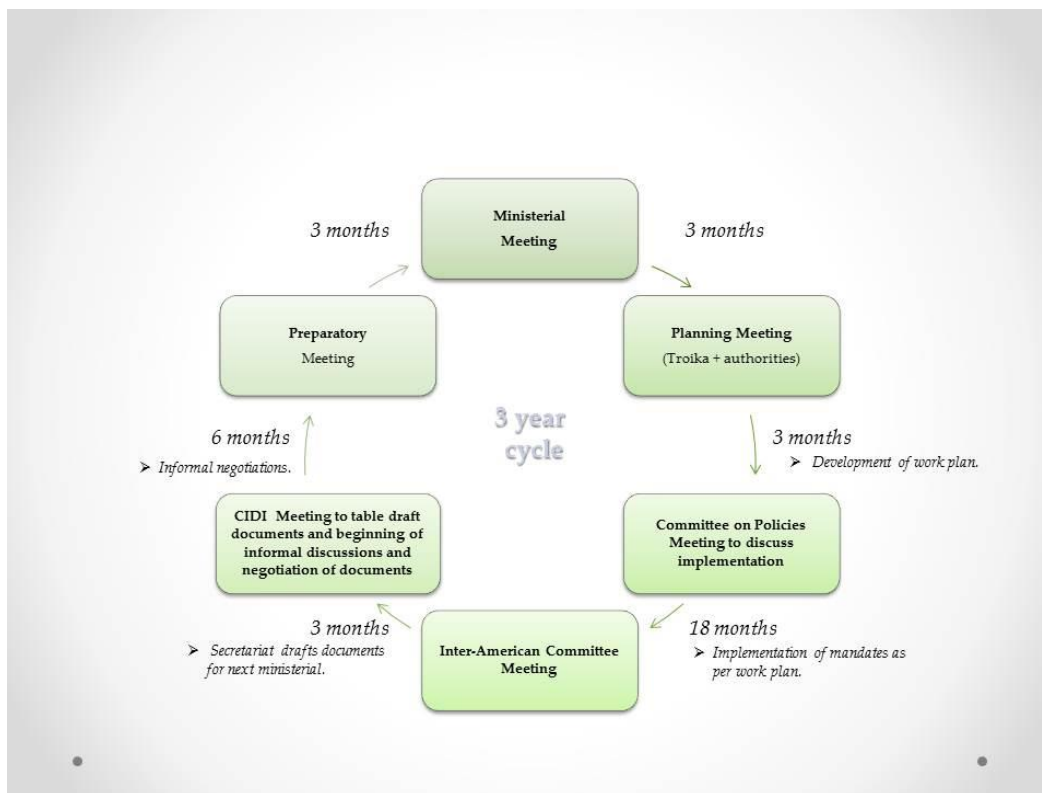 Ministerial
Meeting
3 months
3 months
Preparatory
Meeting
Planning Meeting
(Troika + authorities)
3 year
cycle
6 months
➢ Informal negotiations.
3 months
➢ Development of work plan.
CIDI Meeting to table draft
documents and beginning of
informal discussions and
negotiation of documents
Committee on Policies
Meeting to discuss
implementation
3 months
➢ Secretariat drafts documents
for next ministerial.
Inter-American Committee
Meeting
18 months
➢ Implementation of mandates as
per work plan.